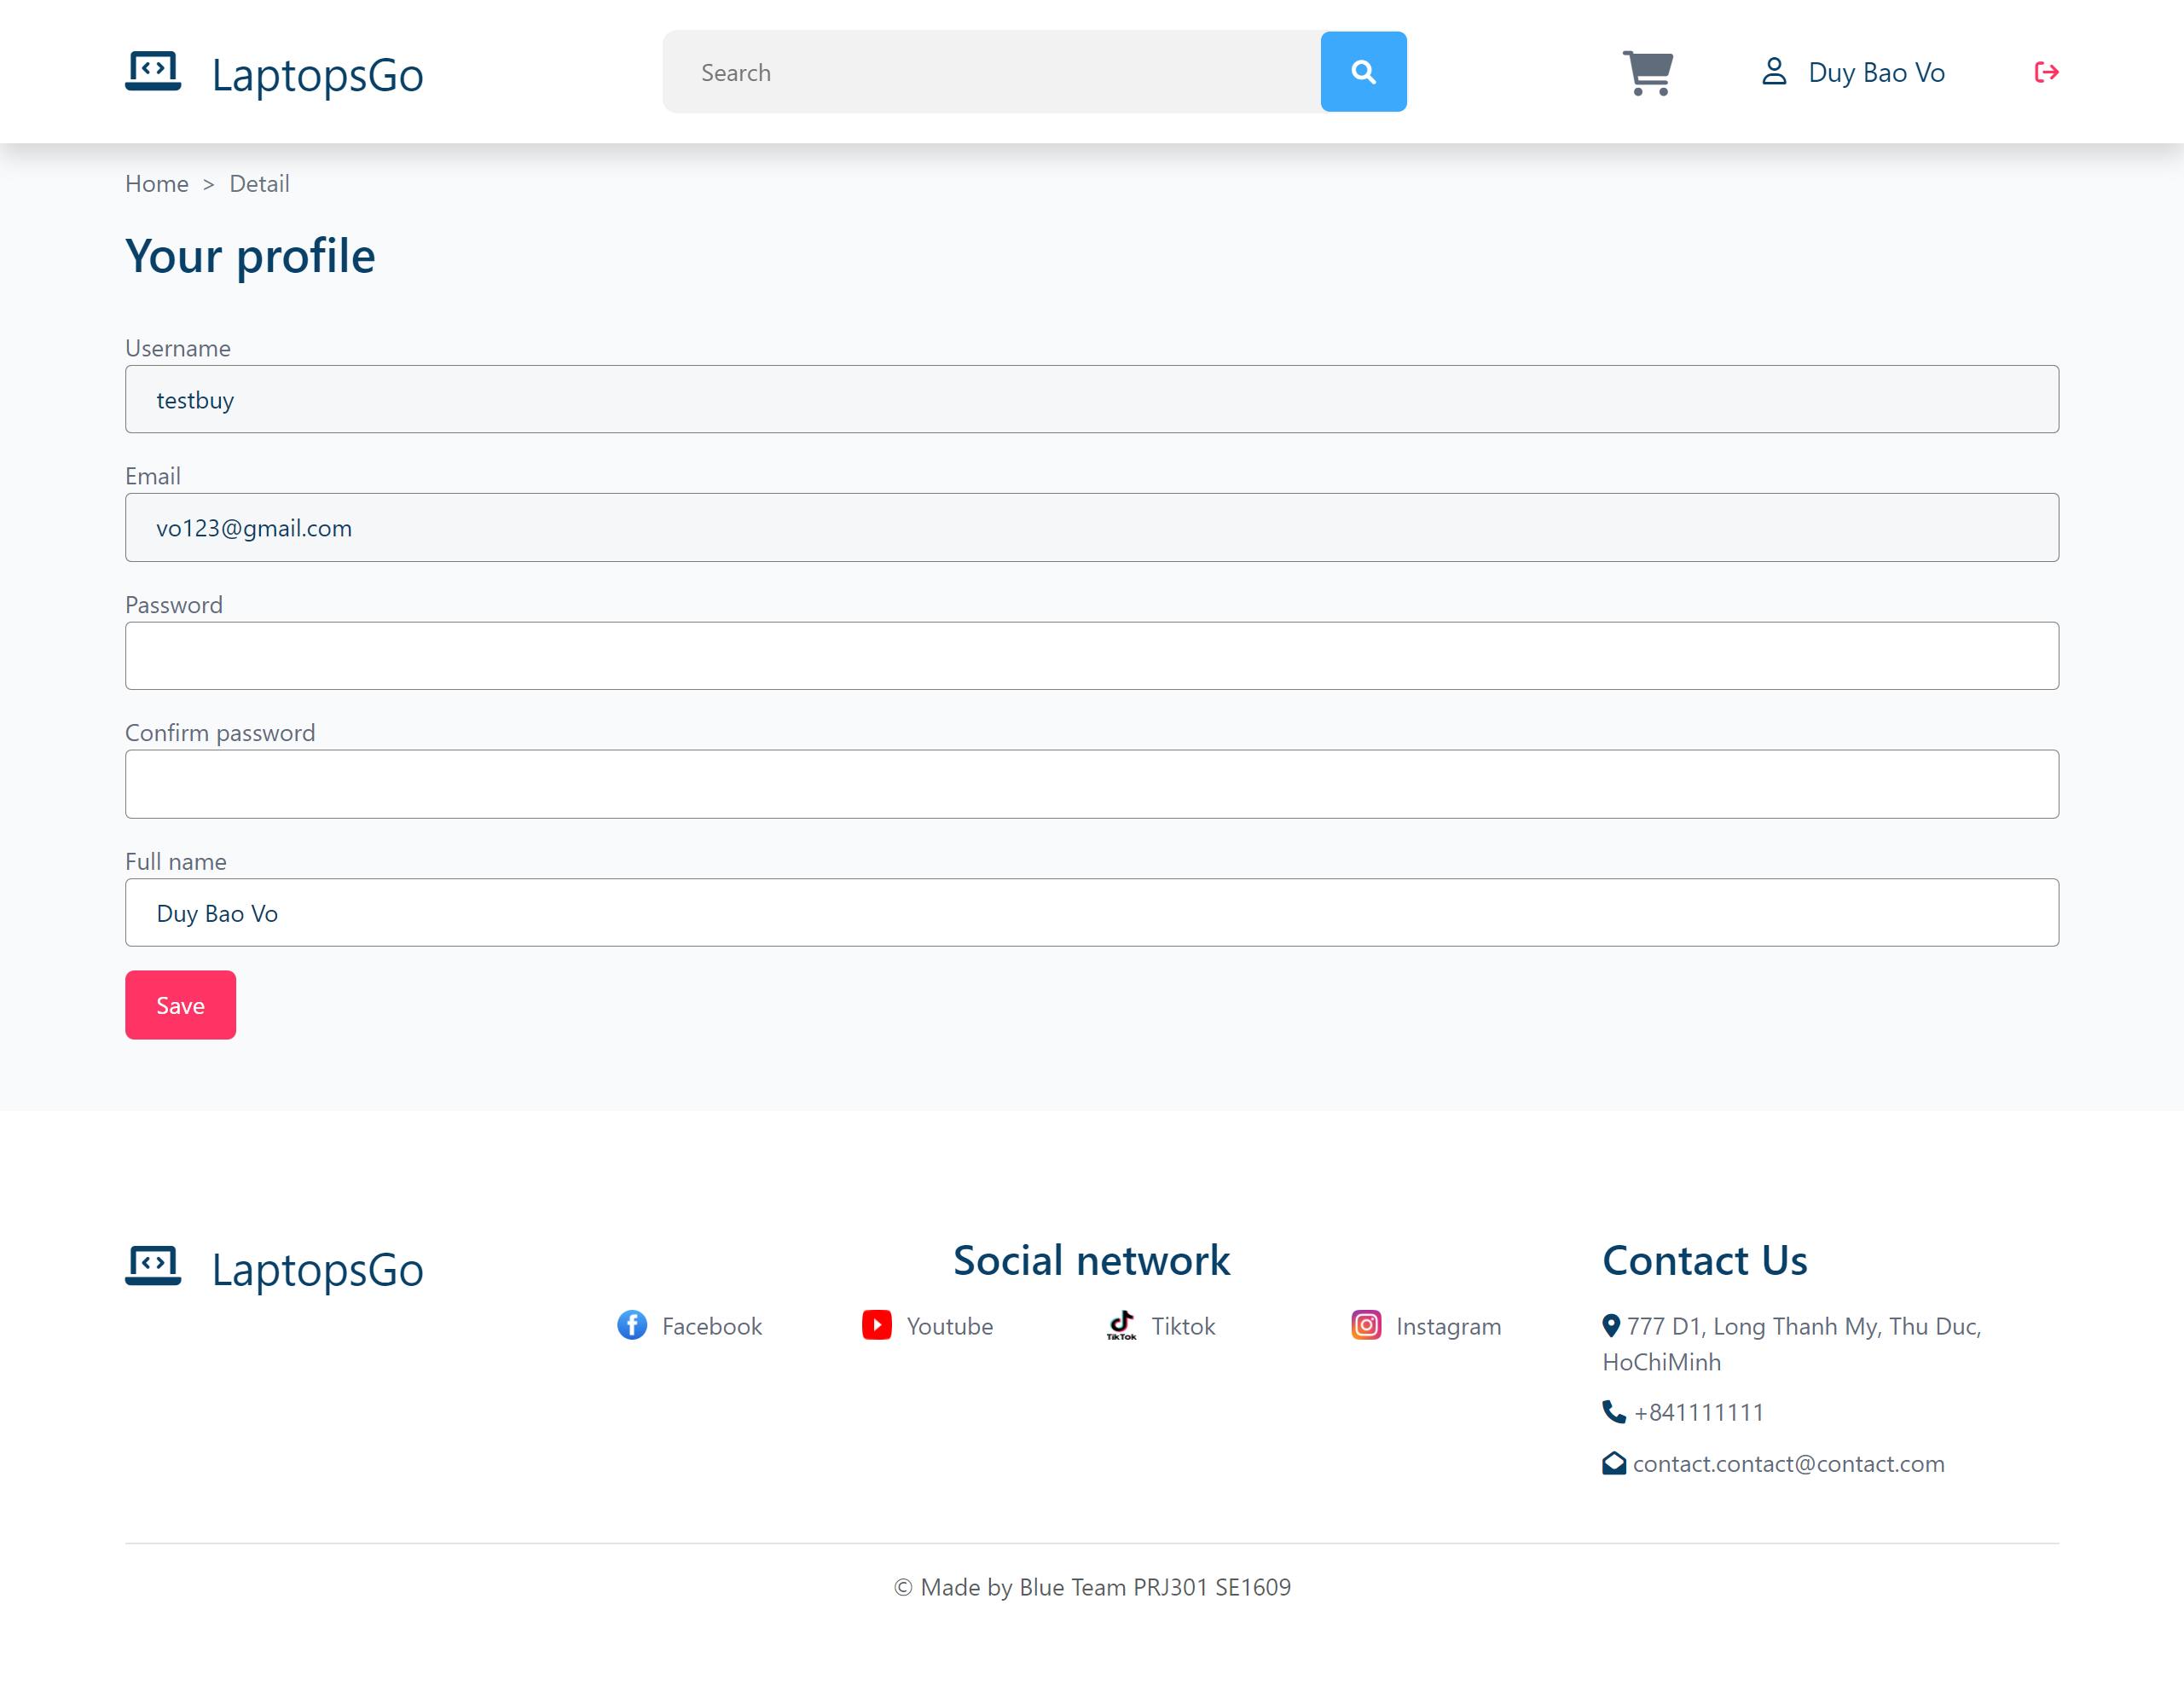 LaptopsGo
Search
Duy Bao Vo
Home > Detail
Your profile
Username
testbuy
Email
vo123@gmail.com
Password
Confirm password
Full name
Duy Bao Vo
Save
LaptopsGo
Social network
Facebook
Youtube
TikTok
Tiktok
Instagram
Contact Us
777 D1, Long Thanh My, Thu Duc,
HoChiMinh
+841111111
contact.contact@contact.com
© Made by Blue Team PRJ301 SE1609